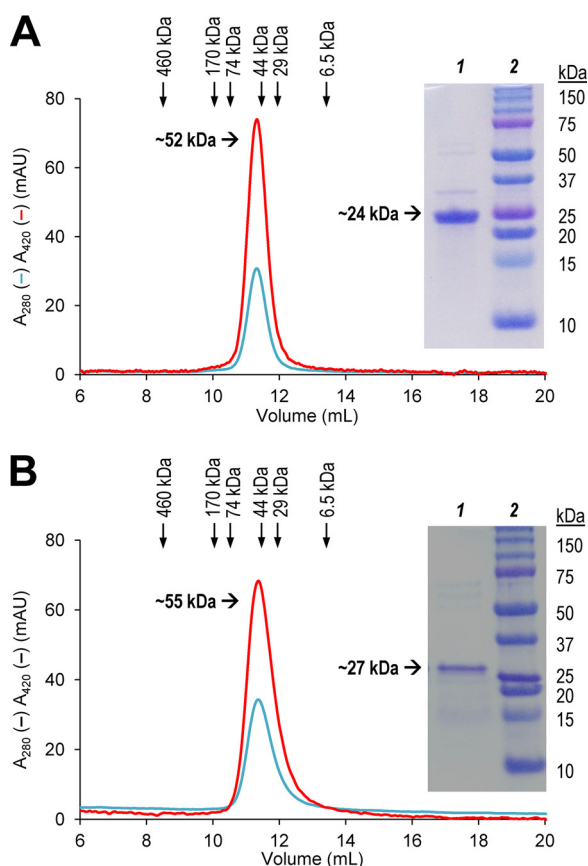 A
460 kDa
170 kDa
74 kDa
44 kDa
29 kDa
6.5 kDa
1 2 kDa
80
60
40
20
0
A280 (–) A420 (–) (mAU)
~52 kDa →
~24 kDa →
150
75
50
37
25
20
15
10
6 8 10 12 14 16 18 20
Volume (mL)
B
460 kDa
170 kDa
74 kDa
44 kDa
29 kDa
6.5 kDa
1 2 kDa
80
60
40
20
0
A280 (–) A420 (–) (mAU)
~55 kDa →
~27 kDa →
150
75
50
37
25
20
15
10
6 8 10 12 14 16 18 20
Volume (mL)